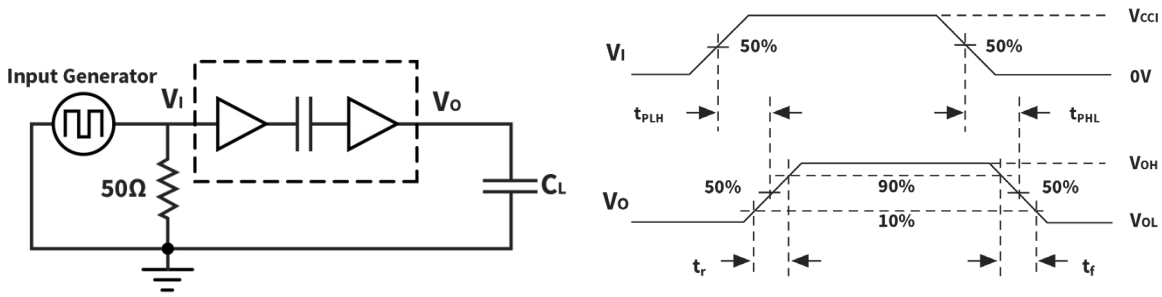 Input Generator
VI
VO
50Ω
CL
VI
50%
50%
VCCI
0V
tPLH
tPHL
VO
50%
90%
50%
10%
VOH
VOL
tr
tf